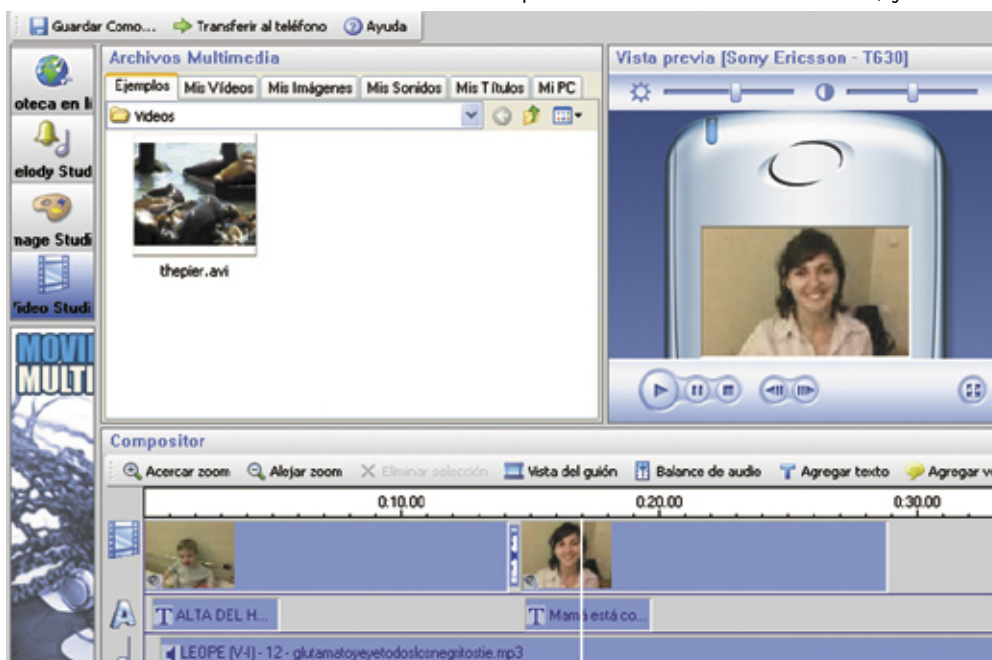 Guardar Como... Transferir al teléfono Ayuda
Archivos Multimedia
Ejemplos Mis Vídeos Mis Imágenes Mis Sonidos Mis Títulos Mi PC
Videos
thepier.avi
Vista previa [Sony Ericsson - T630]
oteca en lí
elody Stud
mage Studi
Video Studi
MOVI
MULTI
Compositor
Acercar zoom Alejar zoom Eliminar selección Vista del guión Balance de audio Agregar texto Agregar v
0:10.00 0:20.00 0:30.00
T ALTA DEL H... T Mamá está co...
LEOPE (V-I) - 12 - glutamatoyeyetodoslosnegritostie.mp3